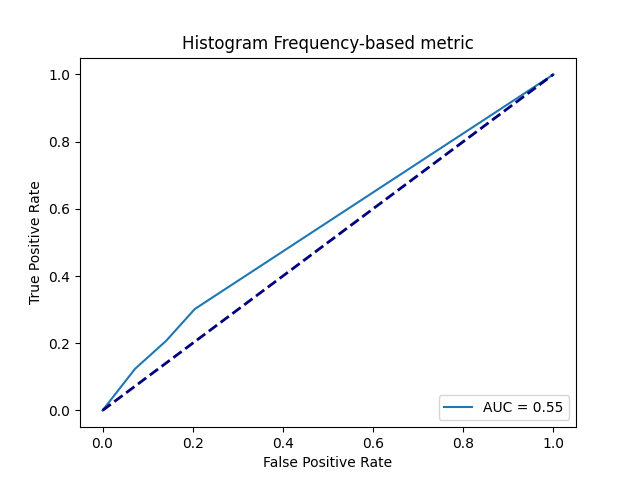 Histogram Frequency-based metric
True Positive Rate
1.0
0.8
0.6
0.4
0.2
0.0
AUC = 0.55
0.0 0.2 0.4 0.6 0.8 1.0
False Positive Rate